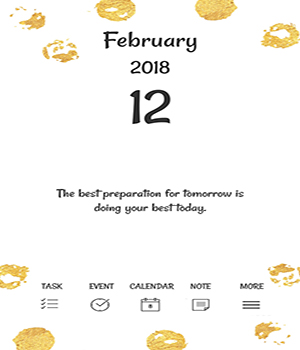 February
2018
12
The best preparation for tomorrow is
doing your best today.
TASK EVENT CALENDAR NOTE MORE